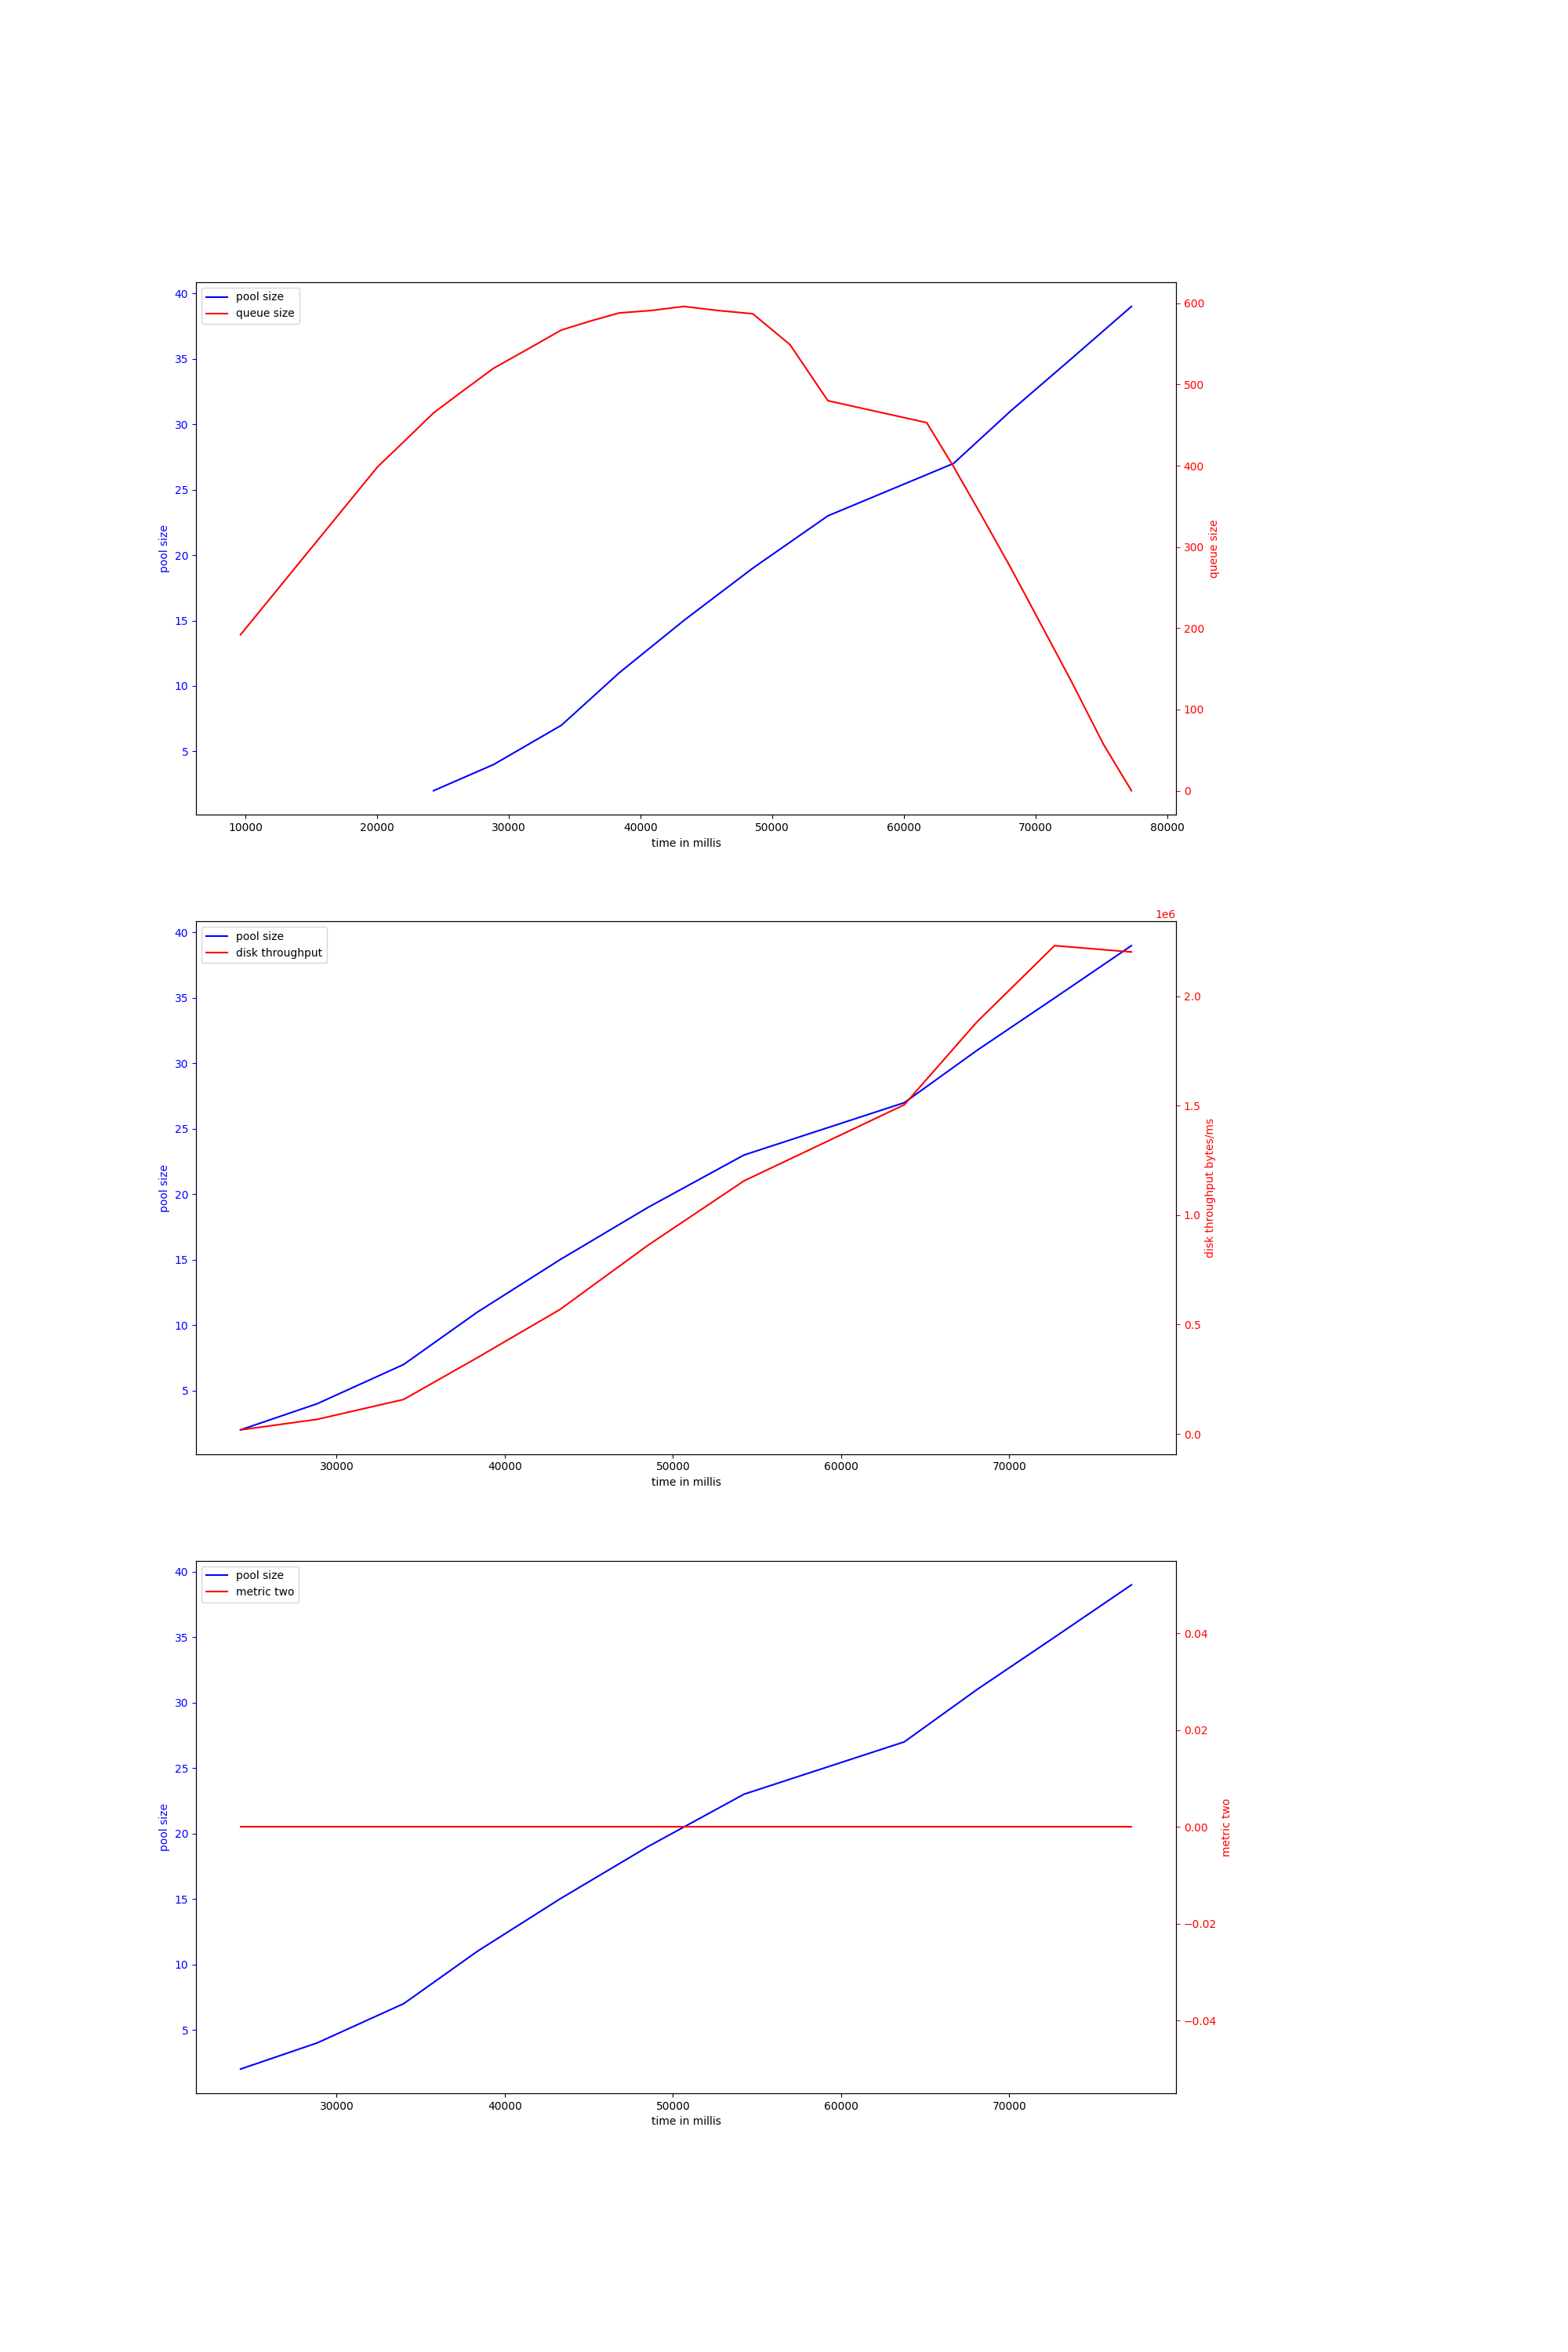 pool size
queue size
40
35
30
25
20
15
10
5
pool size
600
500
400
300
200
100
0
queue size
10000 20000 30000 40000 50000 60000 70000 80000
time in millis
1e6
pool size
disk throughput
40
35
30
25
20
15
10
5
pool size
2.0
1.5
1.0
0.5
0.0
disk throughput bytes/ms
30000 40000 50000 60000 70000
time in millis
pool size
metric two
40
35
30
25
20
15
10
5
pool size
0.04
0.02
0.00
−0.02
−0.04
metric two
30000 40000 50000 60000 70000
time in millis